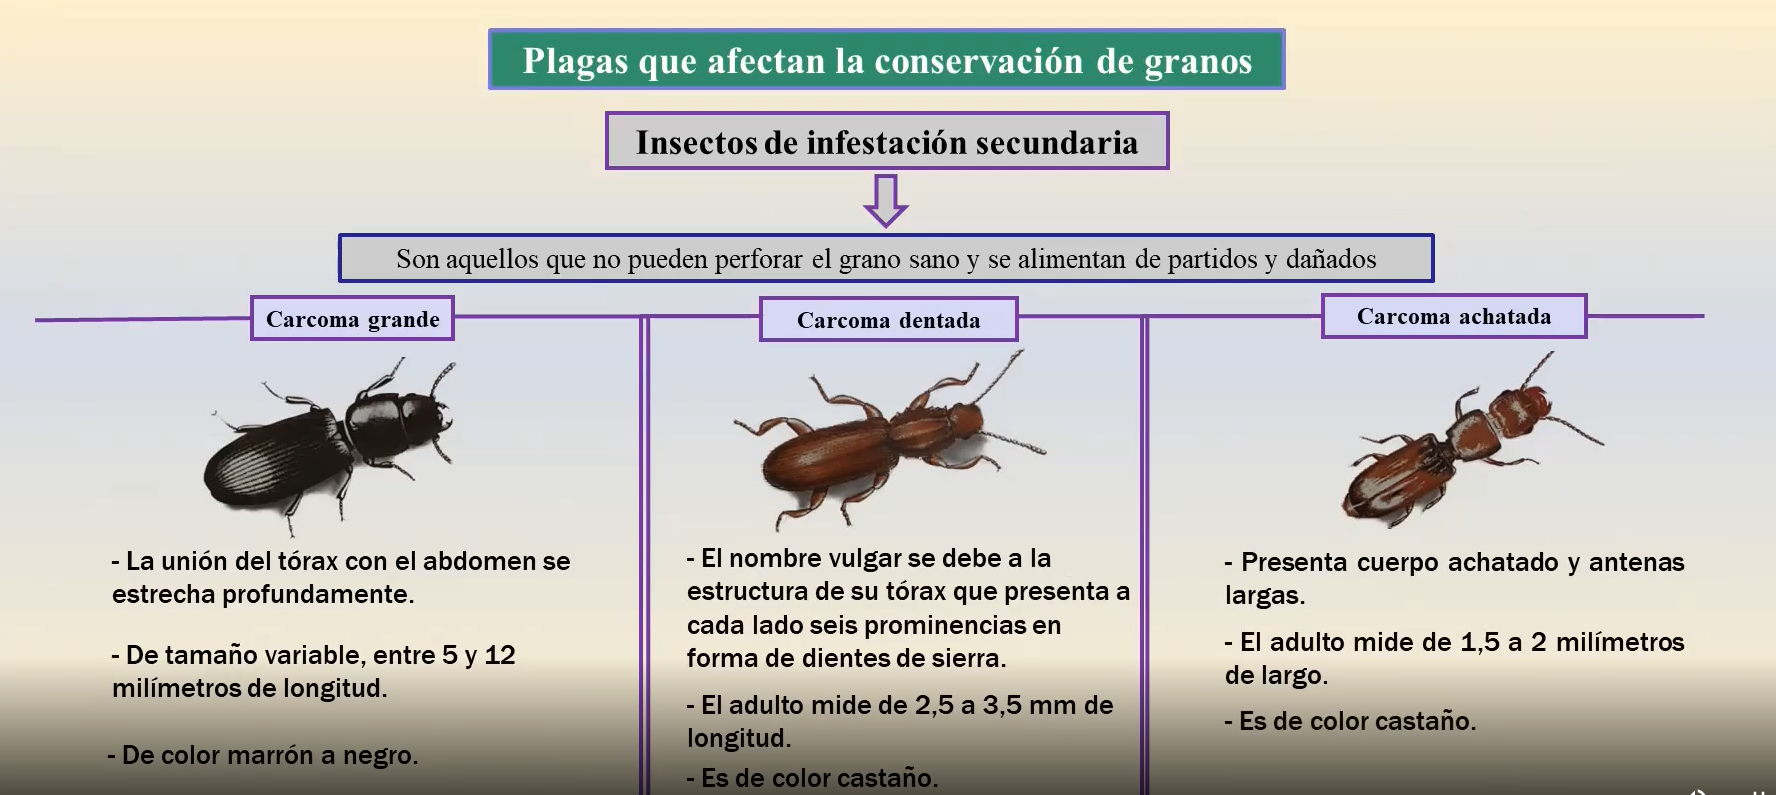 Plagas que afectan la conservación de granos
Insectos de infestación secundaria
Son aquellos que no pueden perforar el grano sano y se alimentan de partidos y dañados
Carcoma grande
- La unión del tórax con el abdomen se
estrecha profundamente.
- De tamaño variable, entre 5 y 12
milímetros de longitud.
- De color marrón a negro.
Carcoma dentada
- El nombre vulgar se debe a la
estructura de su tórax que presenta a
cada lado seis prominencias en
forma de dientes de sierra.
- El adulto mide de 2,5 a 3,5 mm de
longitud.
- Es de color castaño.
Carcoma achatada
- Presenta cuerpo achatado y antenas
largas.
- El adulto mide de 1,5 a 2 milímetros
de largo.
- Es de color castaño.